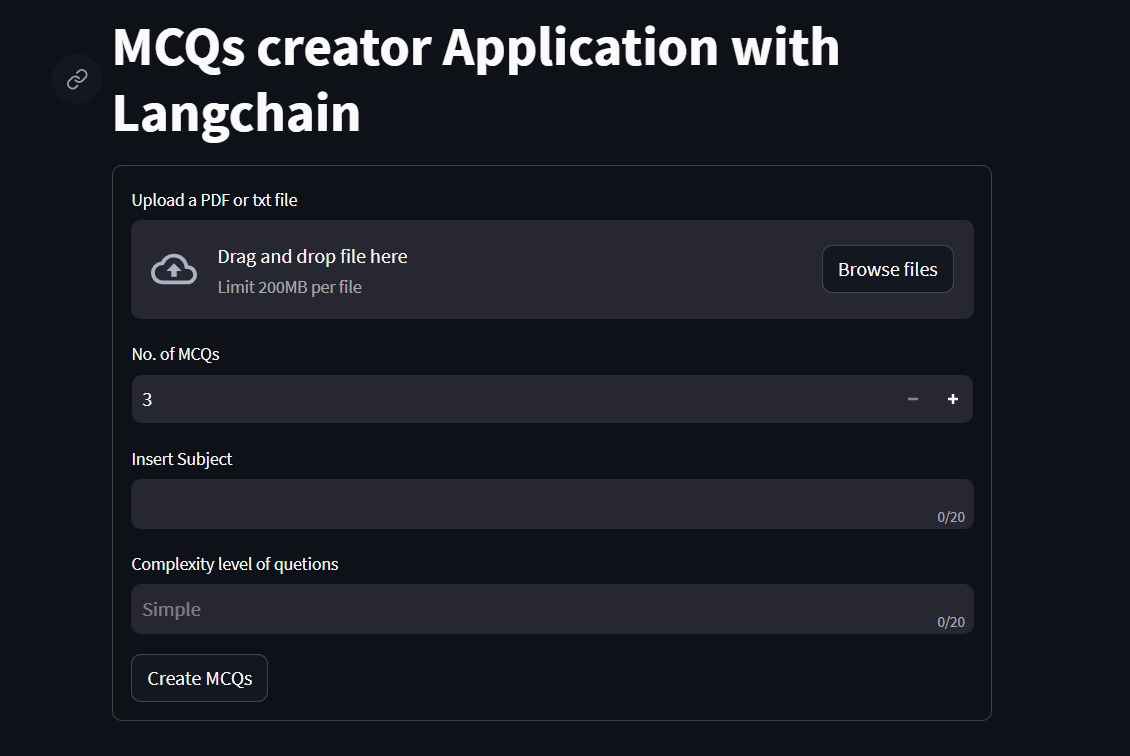 MCQs creator Application with
Langchain
Upload a PDF or txt file
Drag and drop file here
Limit 200MB per file
Browse files
No. of MCQs
3
Insert Subject
0/20
Complexity level of quetions
Simple
0/20
Create MCQs